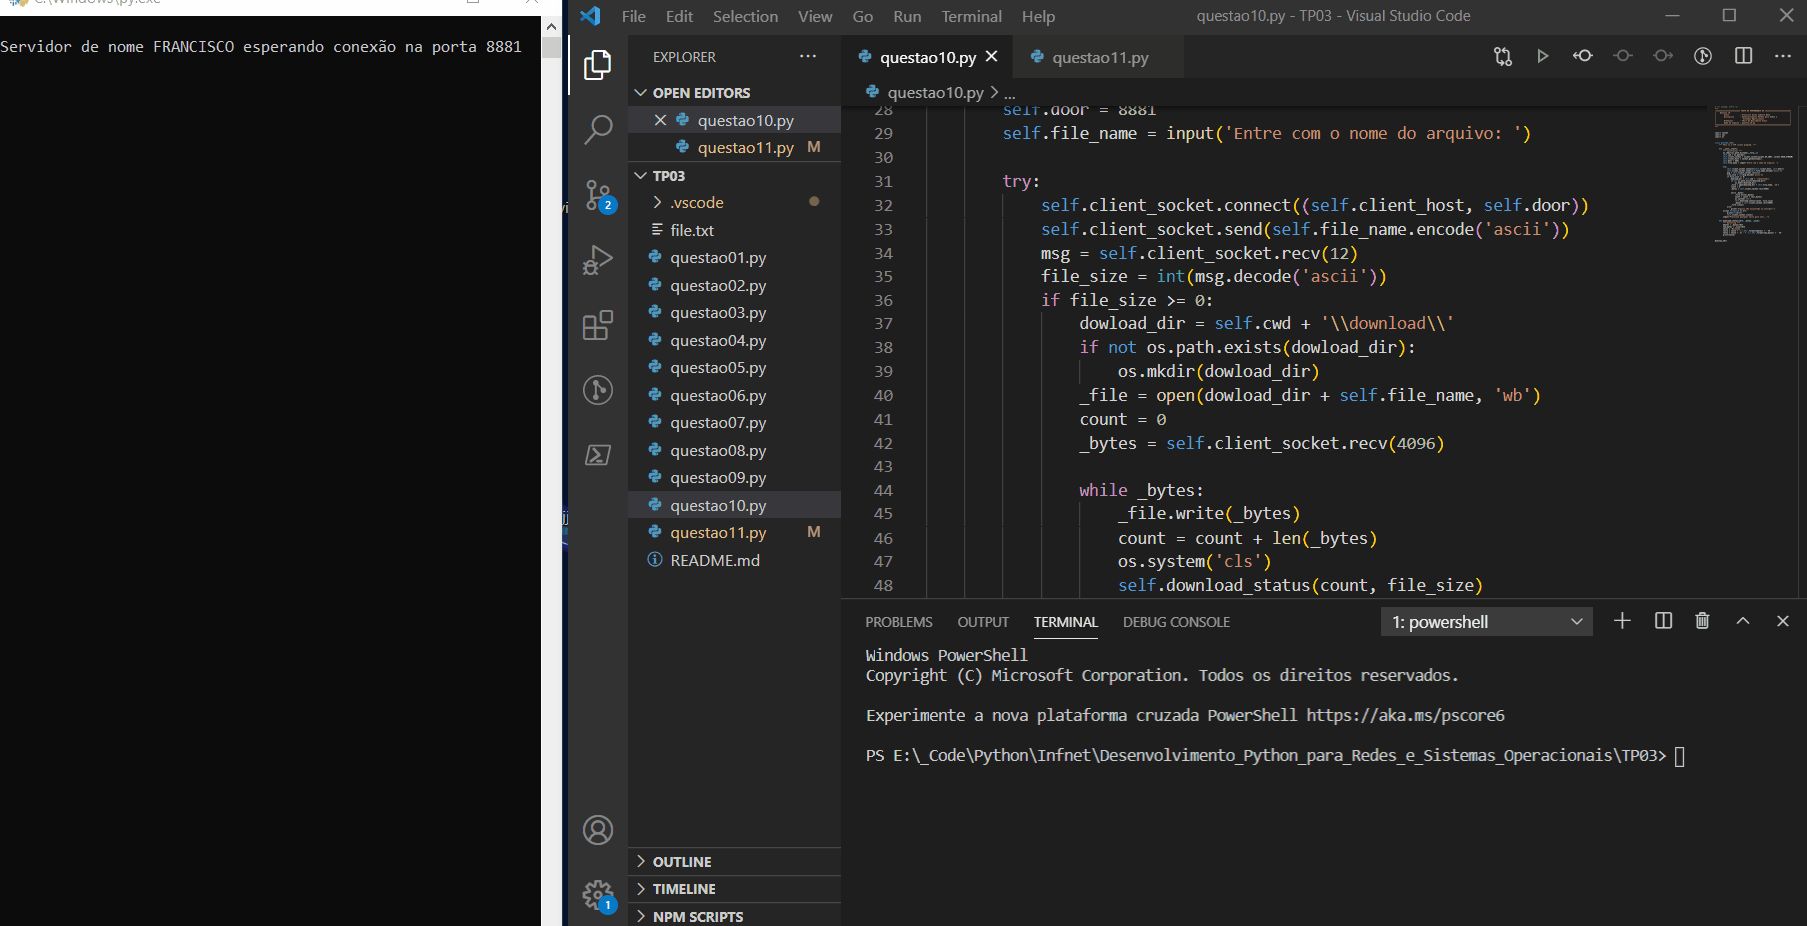 C:\Windows\py.exe
Servidor de nome FRANCISCO esperando conexão na porta 8881
File Edit Selection View Go Run Terminal Help
questao10.py - TP03 - Visual Studio Code
EXPLORER
OPEN EDITORS
questao10.py
questao11.py M
TP03
.vscode
file.txt
questao01.py
questao02.py
questao03.py
questao04.py
questao05.py
questao06.py
questao07.py
questao08.py
questao09.py
questao10.py
questao11.py M
README.md
OUTLINE
TIMELINE
NPM SCRIPTS
2
1
questao10.py
questao11.py
questao10.py > ...
28 self.door = 8881
29 self.file_name = input('Entre com o nome do arquivo: ')
30
31 try:
32 self.client_socket.connect((self.client_host, self.door))
33 self.client_socket.send(self.file_name.encode('ascii'))
34 msg = self.client_socket.recv(12)
35 file_size = int(msg.decode('ascii'))
36 if file_size >= 0:
37 dowload_dir = self.cwd + '\\download\\'
38 if not os.path.exists(dowload_dir):
39 os.mkdir(dowload_dir)
40 _file = open(dowload_dir + self.file_name, 'wb')
41 count = 0
42 _bytes = self.client_socket.recv(4096)
43
44 while _bytes:
45 _file.write(_bytes)
46 count = count + len(_bytes)
47 os.system('cls')
48 self.download_status(count, file_size)
PROBLEMS OUTPUT TERMINAL DEBUG CONSOLE
1: powershell
Windows PowerShell
Copyright (C) Microsoft Corporation. Todos os direitos reservados.
Experimente a nova plataforma cruzada PowerShell https://aka.ms/pscore6
PS E:\_Code\Python\Infnet\Desenvolvimento_Python_para_Redes_e_Sistemas_Operacionais\TP03>